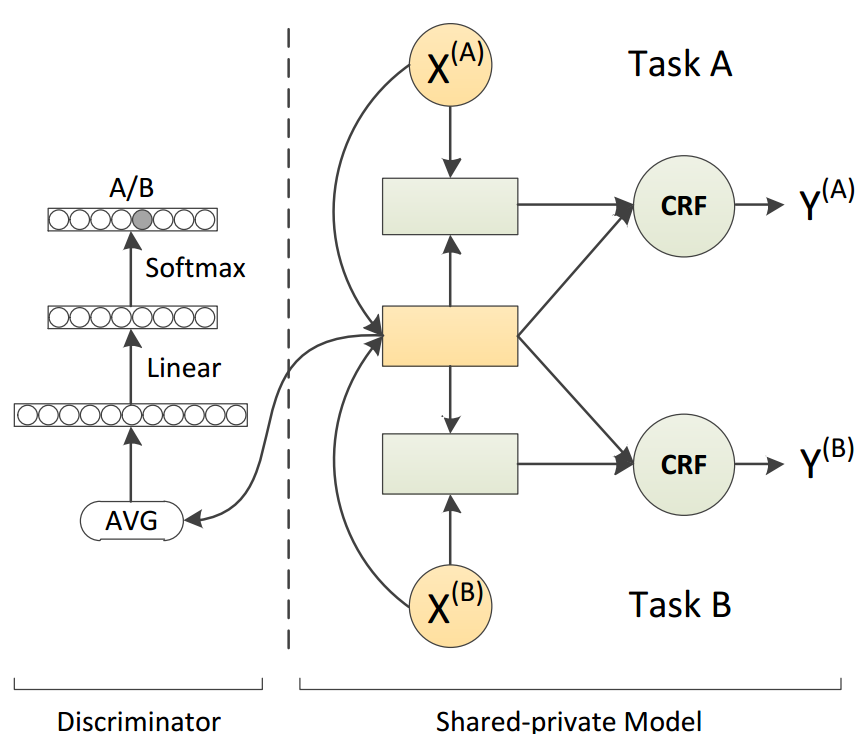 X(A)
Task A
A/B
CRF
Y(A)
Softmax
Linear
AVG
CRF
Y(B)
X(B)
Task B
Discriminator
Shared-private Model